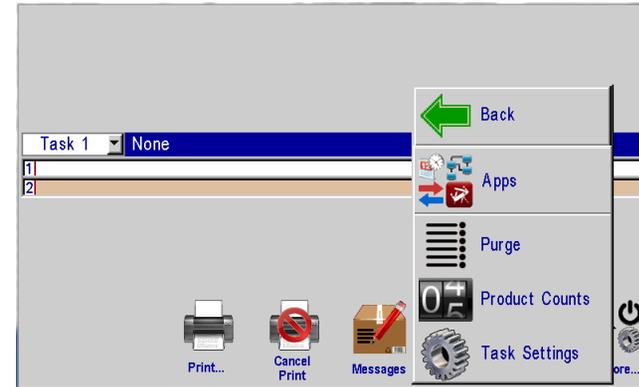 Back
Task 1 None
1
2
Apps
Purge
Product Counts
Task Settings
Print...
Cancel
Print
Messages
ore...